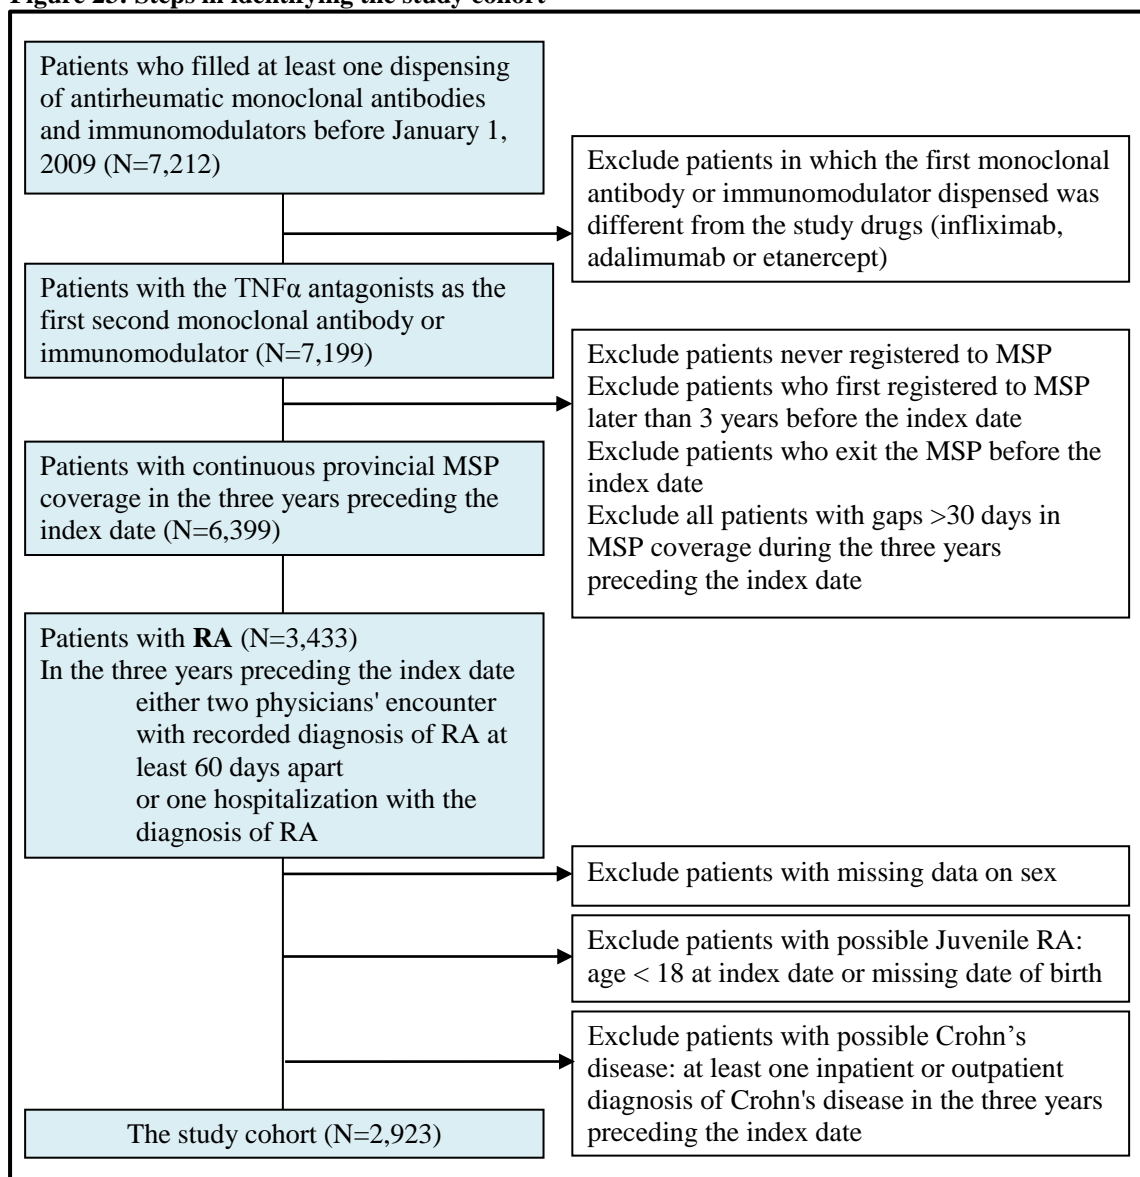 Figure 25: Steps in identifying the study cohort
Patients who filled at least one dispensing
of antirheumatic monoclonal antibodies
and immunomodulators before January 1,
2009 (N=7,212)
Exclude patients in which the first monoclonal
antibody or immunomodulator dispensed was
different from the study drugs (infliximab,
adalimumab or etanercept)
Patients with the TNFα antagonists as the
first second monoclonal antibody or
immunomodulator (N=7,199)
Exclude patients never registered to MSP
Exclude patients who first registered to MSP
later than 3 years before the index date
Exclude patients who exit the MSP before the
index date
Exclude all patients with gaps >30 days in
MSP coverage during the three years
preceding the index date
Patients with continuous provincial MSP
coverage in the three years preceding the
index date (N=6,399)
Patients with RA (N=3,433)
In the three years preceding the index date
either two physicians' encounter
with recorded diagnosis of RA at
least 60 days apart
or one hospitalization with the
diagnosis of RA
Exclude patients with missing data on sex
Exclude patients with possible Juvenile RA:
age < 18 at index date or missing date of birth
Exclude patients with possible Crohn’s
disease: at least one inpatient or outpatient
diagnosis of Crohn's disease in the three years
preceding the index date
The study cohort (N=2,923)